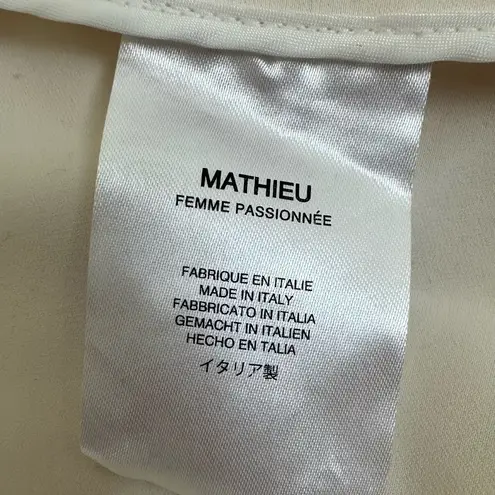 MATHIEU
FEMME PASSIONNÉE
FABRIQUE EN ITALIE
MADE IN ITALY
FABBRICATO IN ITALIA
GEMACHT IN ITALIEN
HECHO EN TALIA
イタリア製